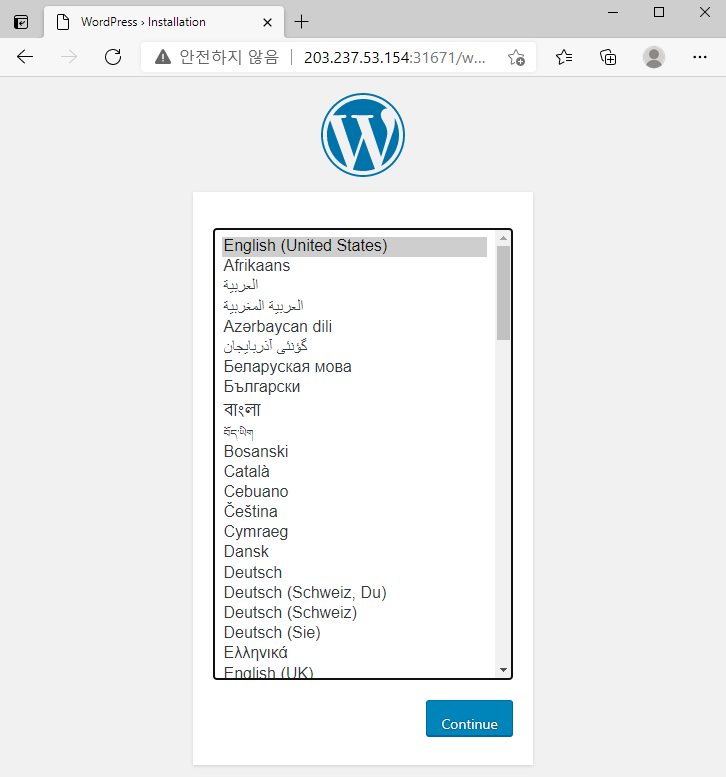 WordPress › Installation
안전하지 않음
203.237.53.154:31671/w...
English (United States)
Afrikaans
العربية
العربية المغربية
Azərbaycan dili
گؤنئی آذربایجان
Беларуская мова
Български
বাংলা
བོད་ཡིག
Bosanski
Català
Cebuano
Čeština
Cymraeg
Dansk
Deutsch
Deutsch (Schweiz, Du)
Deutsch (Schweiz)
Deutsch (Sie)
Ελληνικά
English (UK)
Continue